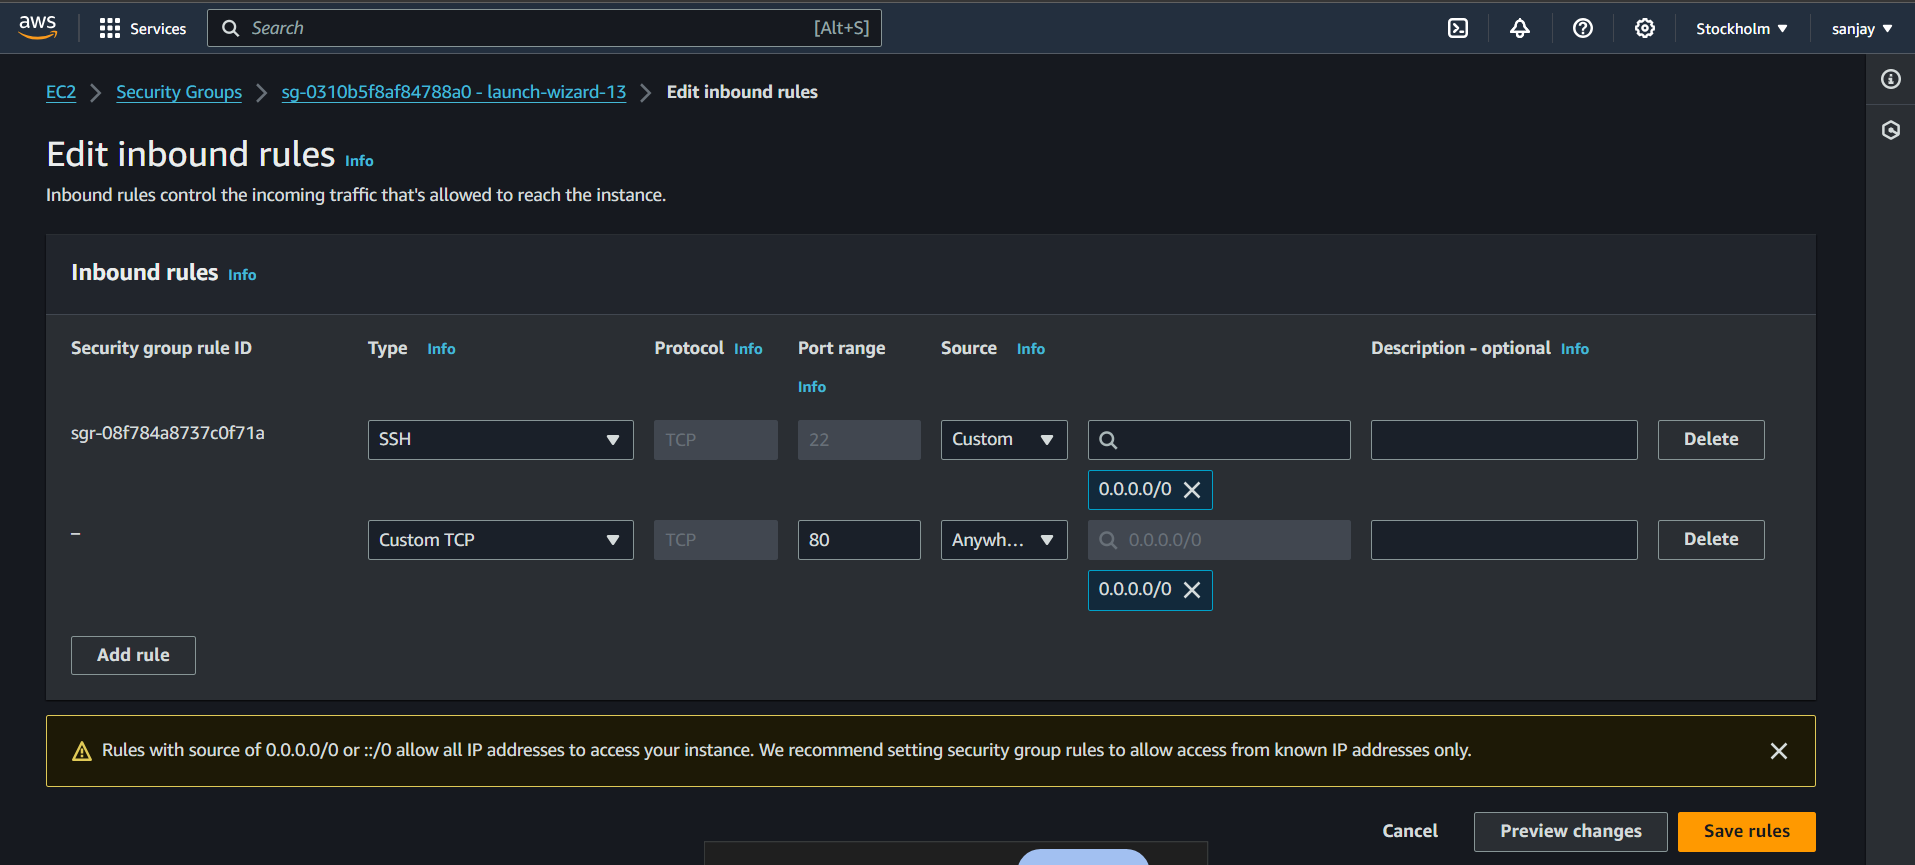 aws
Services
Search [Alt+S]
Stockholm
sanjay
EC2 Security Groups sg-0310b5f8af84788a0 - launch-wizard-13 Edit inbound rules
Edit inbound rules Info
Inbound rules control the incoming traffic that's allowed to reach the instance.
Inbound rules Info
Security group rule ID Type Info Protocol Info Port range Source Info Description - optional Info
Info
sgr-08f784a8737c0f71a SSH TCP 22 Custom Delete
0.0.0.0/0
– Custom TCP TCP 80 Anywh... 0.0.0.0/0 Delete
0.0.0.0/0
Add rule
Rules with source of 0.0.0.0/0 or ::/0 allow all IP addresses to access your instance. We recommend setting security group rules to allow access from known IP addresses only.
Cancel Preview changes Save rules